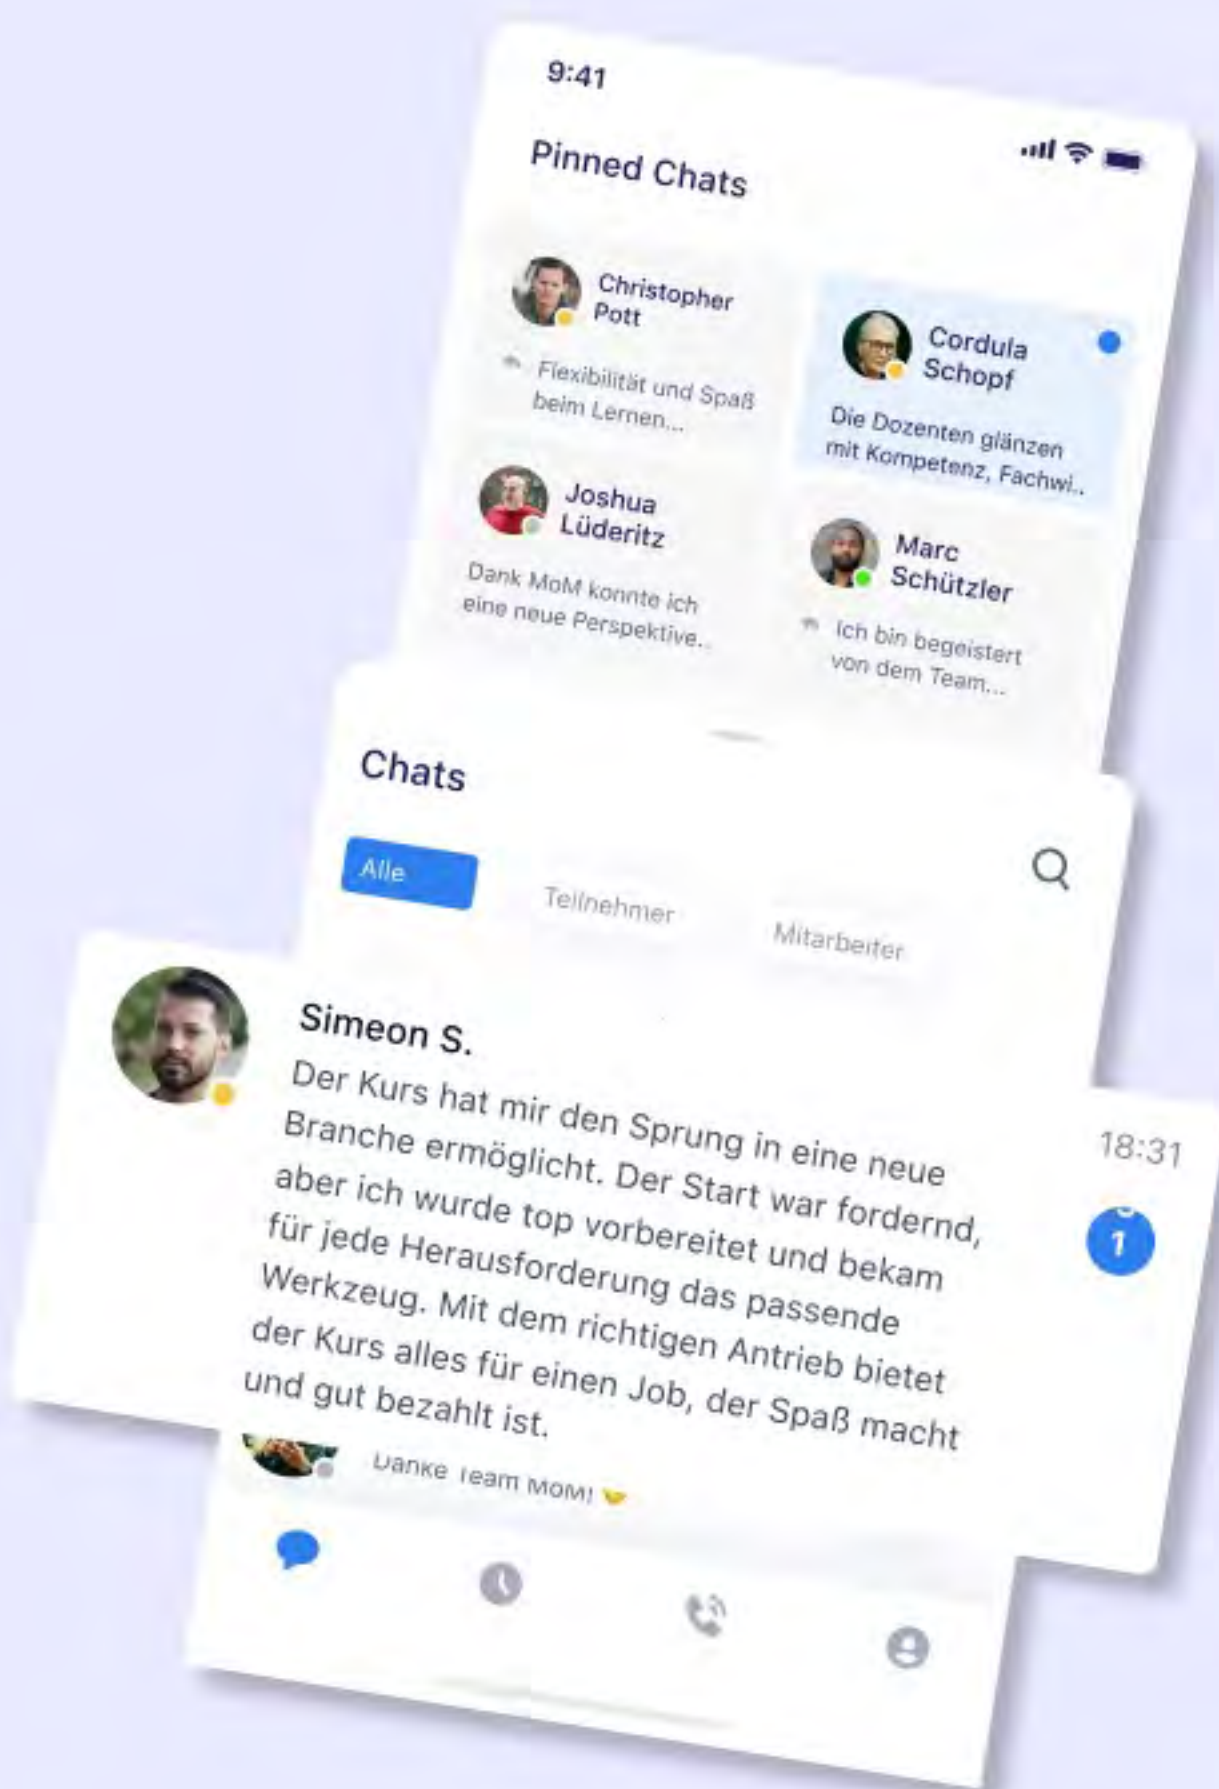 9:41
Pinned Chats
Christopher
Pott
Flexibilität und Spaß
beim Lernen...
Cordula
Schopf
Die Dozenten glänzen
mit Kompetenz, Fachwi..
Joshua
Lüderitz
Dank MoM konnte ich
eine neue Perspektive..
Marc
Schützler
Ich bin begeistert
von dem Team...
Chats
Alle
Teilnehmer
Mitarbeiter
Simeon S.
18:31
1
Der Kurs hat mir den Sprung in eine neue
Branche ermöglicht. Der Start war fordernd,
aber ich wurde top vorbereitet und bekam
für jede Herausforderung das passende
Werkzeug. Mit dem richtigen Antrieb bietet
der Kurs alles für einen Job, der Spaß macht
und gut bezahlt ist.
Danke Team MoM! 🤝